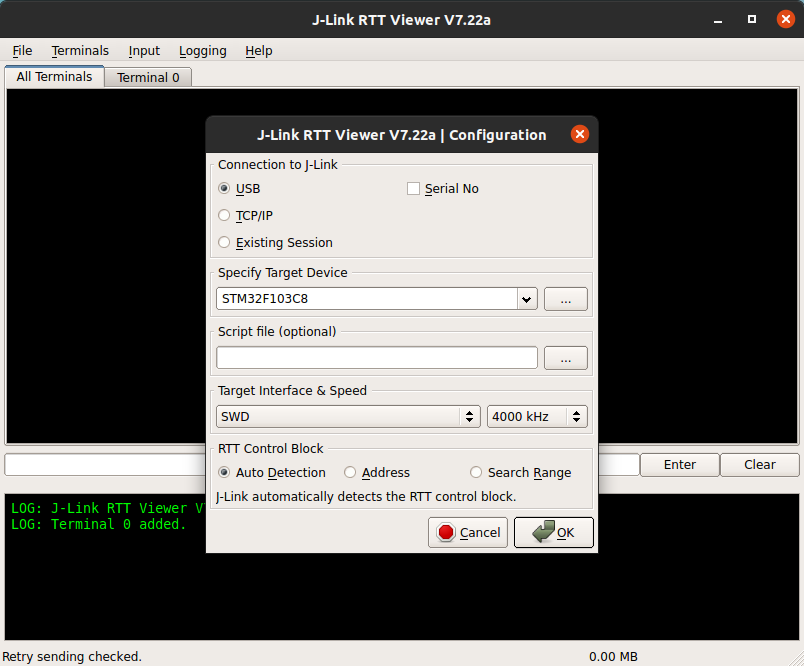 J-Link RTT Viewer V7.22a
File Terminals Input Logging Help
All Terminals Terminal 0
J-Link RTT Viewer V7.22a | Configuration
Connection to J-Link
USB Serial No
TCP/IP
Existing Session
Specify Target Device
STM32F103C8 ...
Script file (optional)
...
Target Interface & Speed
SWD 4000 kHz
RTT Control Block
Auto Detection Address Search Range
J-Link automatically detects the RTT control block.
Cancel OK
Enter Clear
LOG: J-Link RTT Viewer V
LOG: Terminal 0 added.
Retry sending checked. 0.00 MB